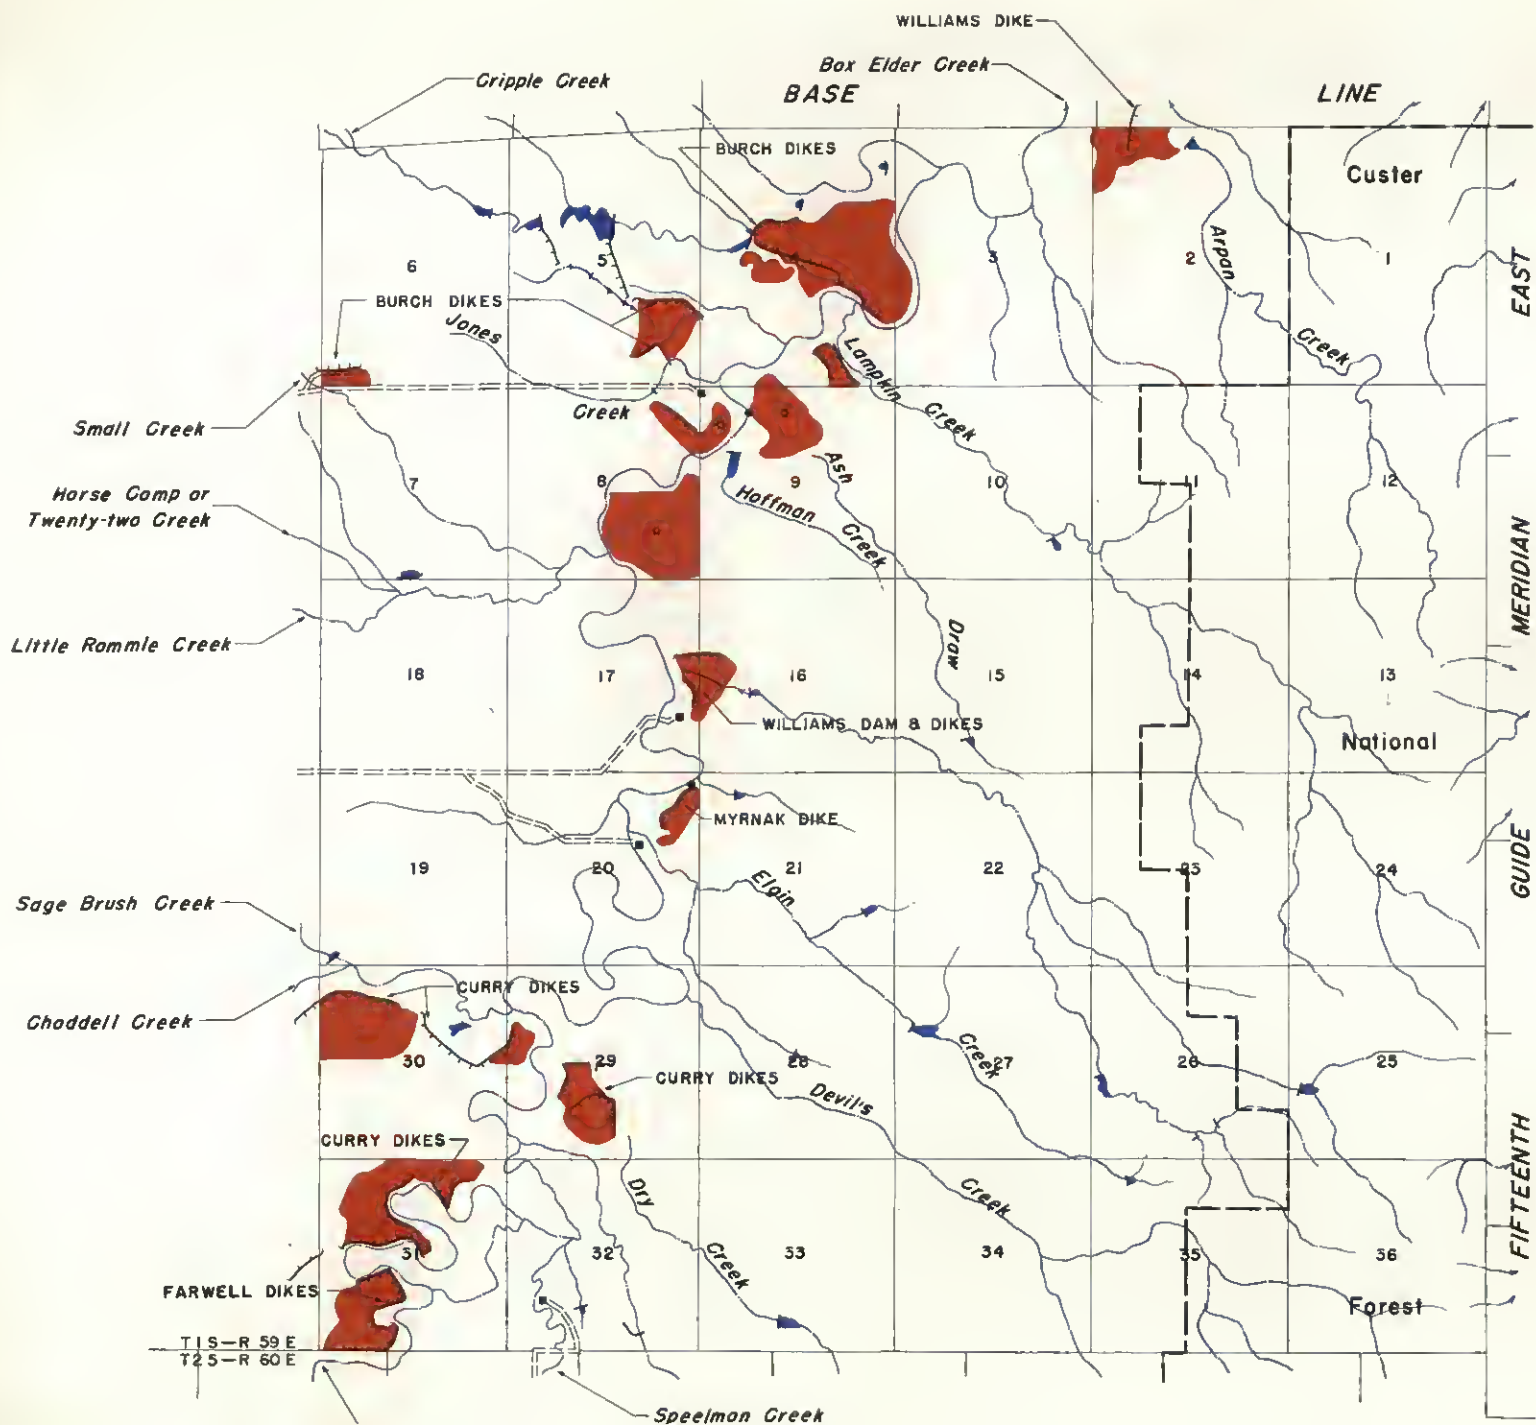 WILLIAMS DIKE
Box Elder Creek
BASE
LINE
Cripple Creek
BURCH DIKES
Custer
6
5
4
3
2
1
Arpan
Creek
EAST
BURCH DIKES
Jones
Creek
Lampkin
Creek
Small Creek
Horse Camp or
Twenty-two Creek
7
8
9
10
11
12
Ash
Draw
Hoffman
Creek
MERIDIAN
Little Rommie Creek
18
17
16
15
14
13
WILLIAMS DAM & DIKES
National
MYRNAK DIKE
19
20
21
22
23
24
GUIDE
Elgin
Creek
Sage Brush Creek
Choddell Creek
CURRY DIKES
30
29
28
27
26
25
CURRY DIKES
Devil's
Creek
CURRY DIKES
Dry
Creek
31
32
33
34
35
36
FIFTEENTH
FARWELL DIKES
Forest
T1S-R 59 E
T2S-R 60 E
Speelman Creek